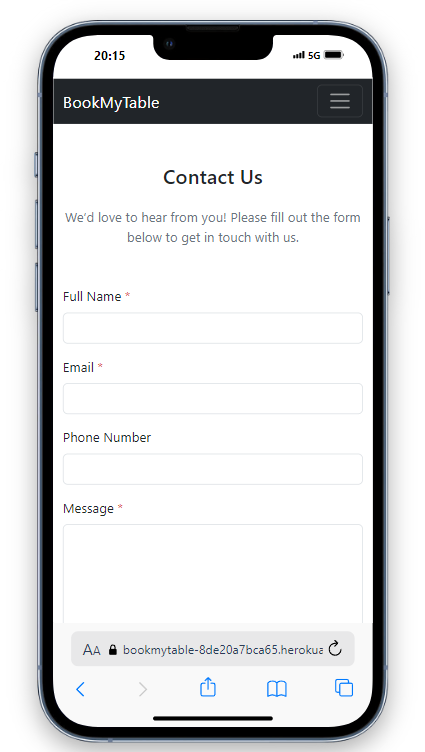 20:15 5G
BookMyTable
Contact Us
We'd love to hear from you! Please fill out the form
below to get in touch with us.
Full Name *
Email *
Phone Number
Message *
AA bookmytable-8de20a7bca65.herokua